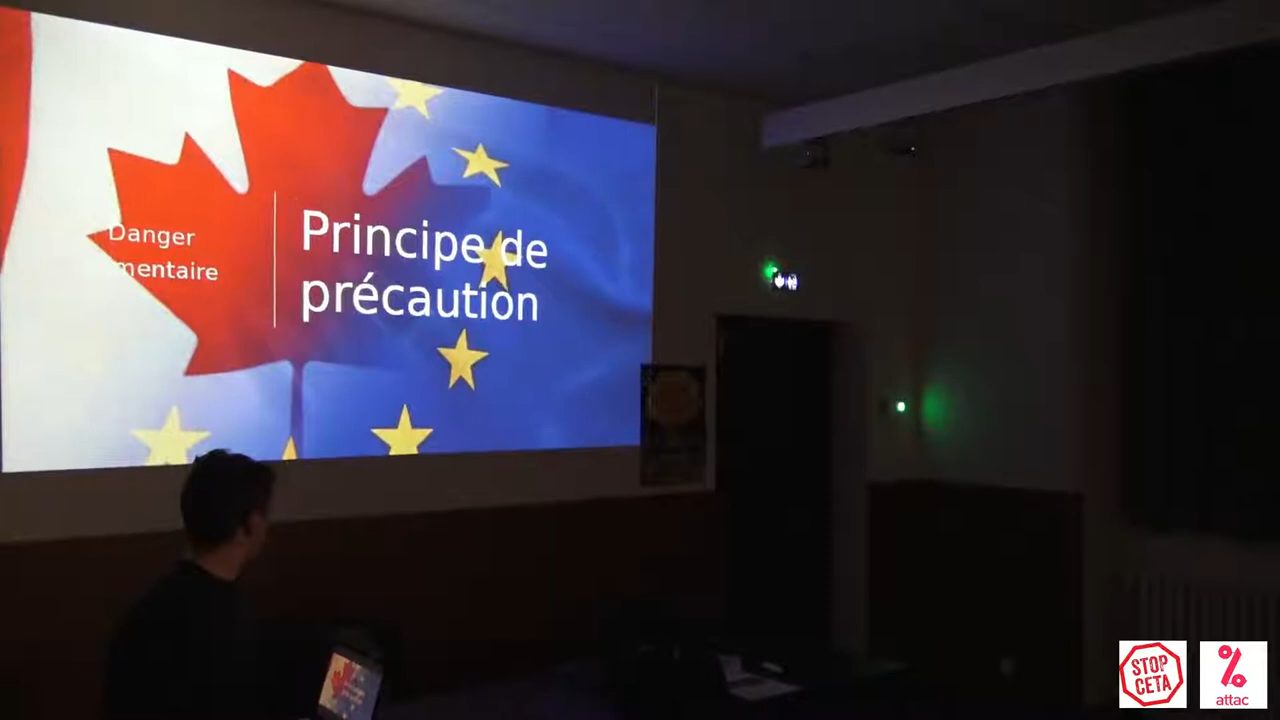 Danger
mentaire
Principe de
précaution
STOP
CETA
attac